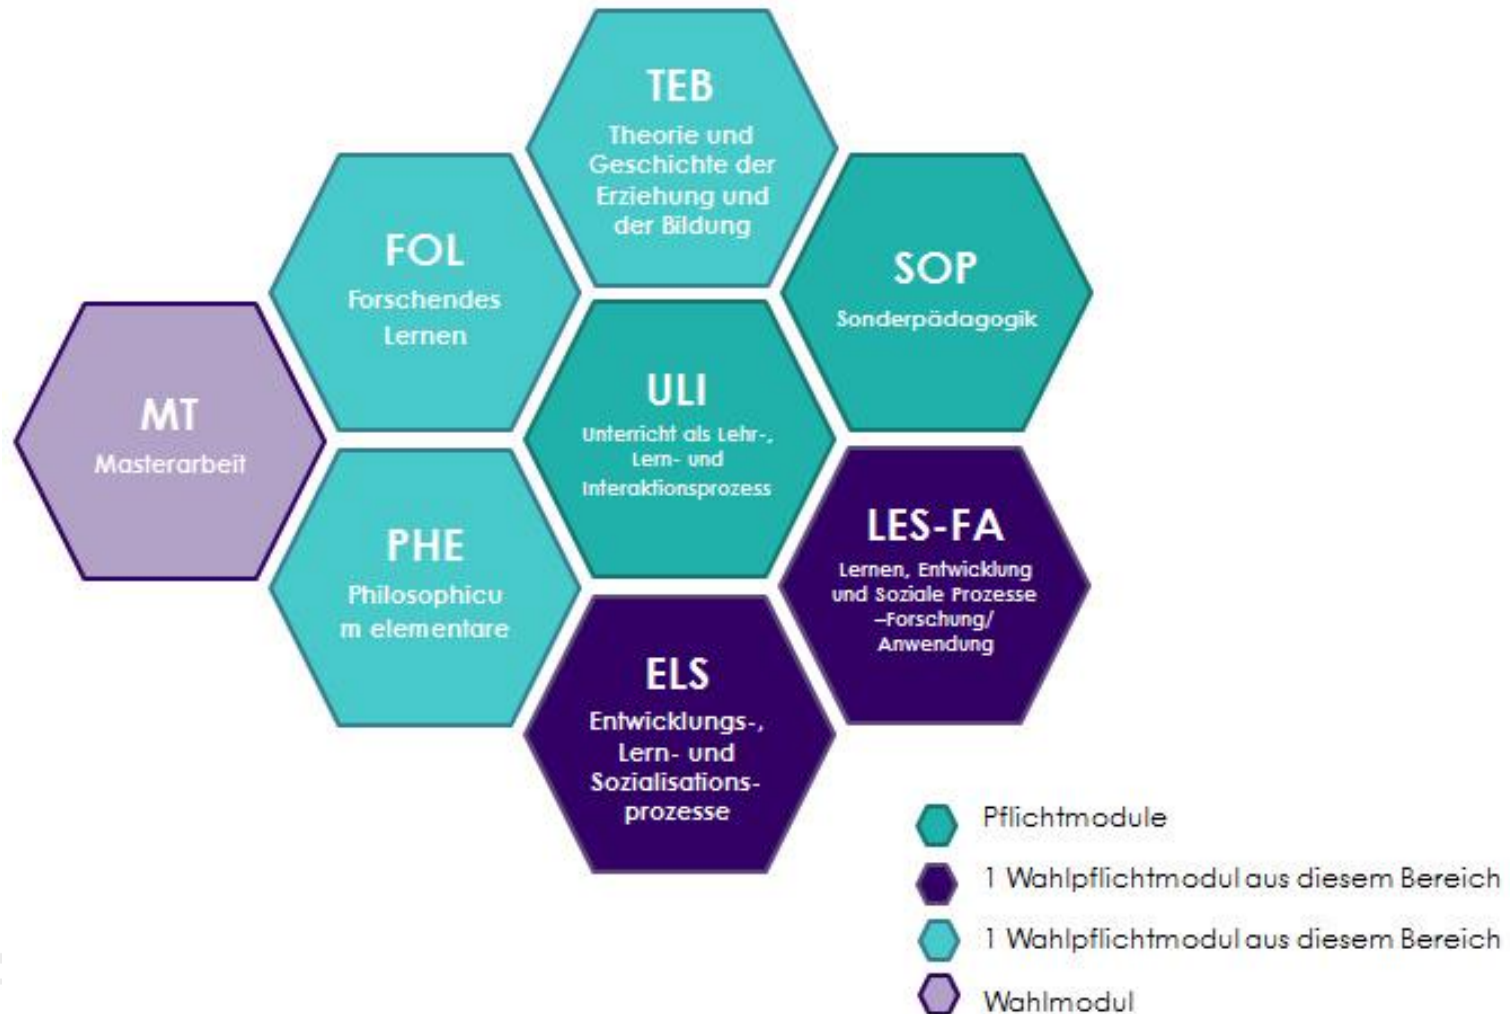 TEB
Theorie und
Geschichte der
Erziehung und
der Bildung
FOL
Forschendes
Lernen
SOP
Sonderpädagogik
MT
Masterarbeit
ULI
Unterricht als Lehr-,
Lern- und
Interaktionsprozess
PHE
Philosophicu
m elementare
LES-FA
Lernen, Entwicklung
und Soziale Prozesse
–Forschung/
Anwendung
ELS
Entwicklungs-,
Lern- und
Sozialisations-
prozesse
Pflichtmodule
1 Wahlpflichtmodul aus diesem Bereich
1 Wahlpflichtmodul aus diesem Bereich
Wahlmodul